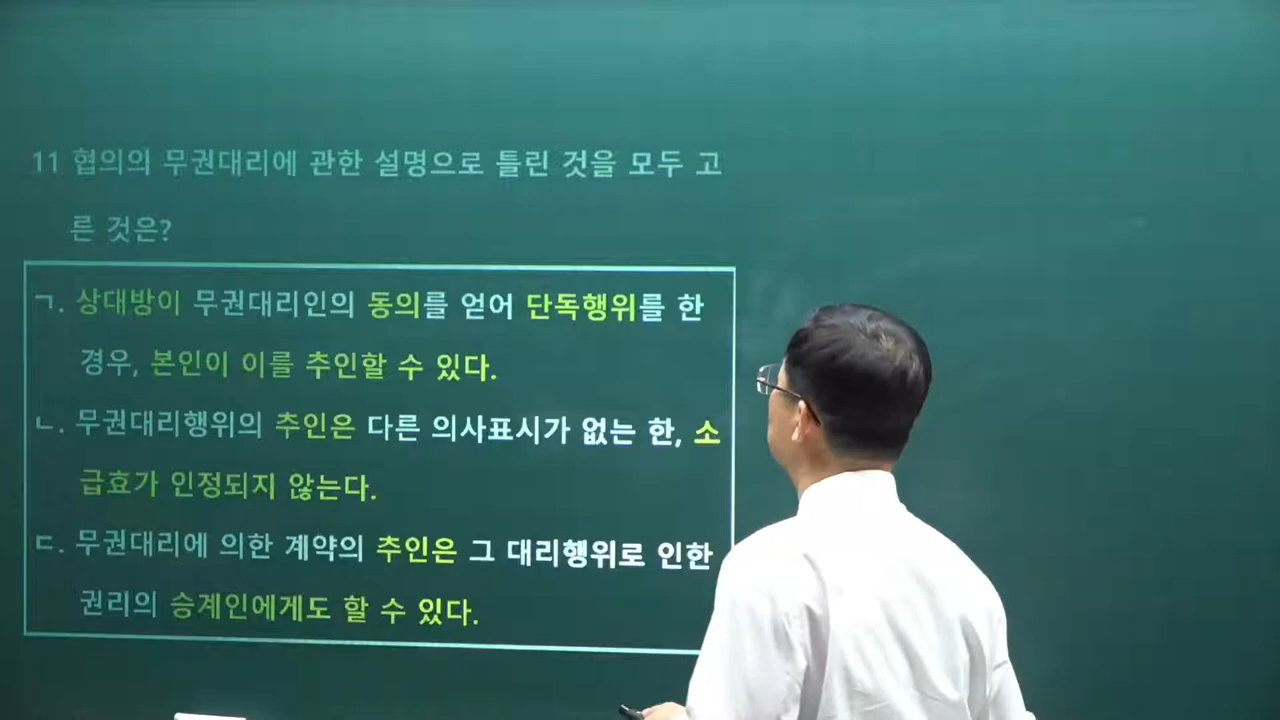 11 협의의 무권대리에 관한 설명으로 틀린 것을 모두 고
른 것은?
ㄱ. 상대방이 무권대리인의 동의를 얻어 단독행위를 한
경우, 본인이 이를 추인할 수 있다.
ㄴ. 무권대리행위의 추인은 다른 의사표시가 없는 한, 소
급효가 인정되지 않는다.
ㄷ. 무권대리에 의한 계약의 추인은 그 대리행위로 인한
권리의 승계인에게도 할 수 있다.